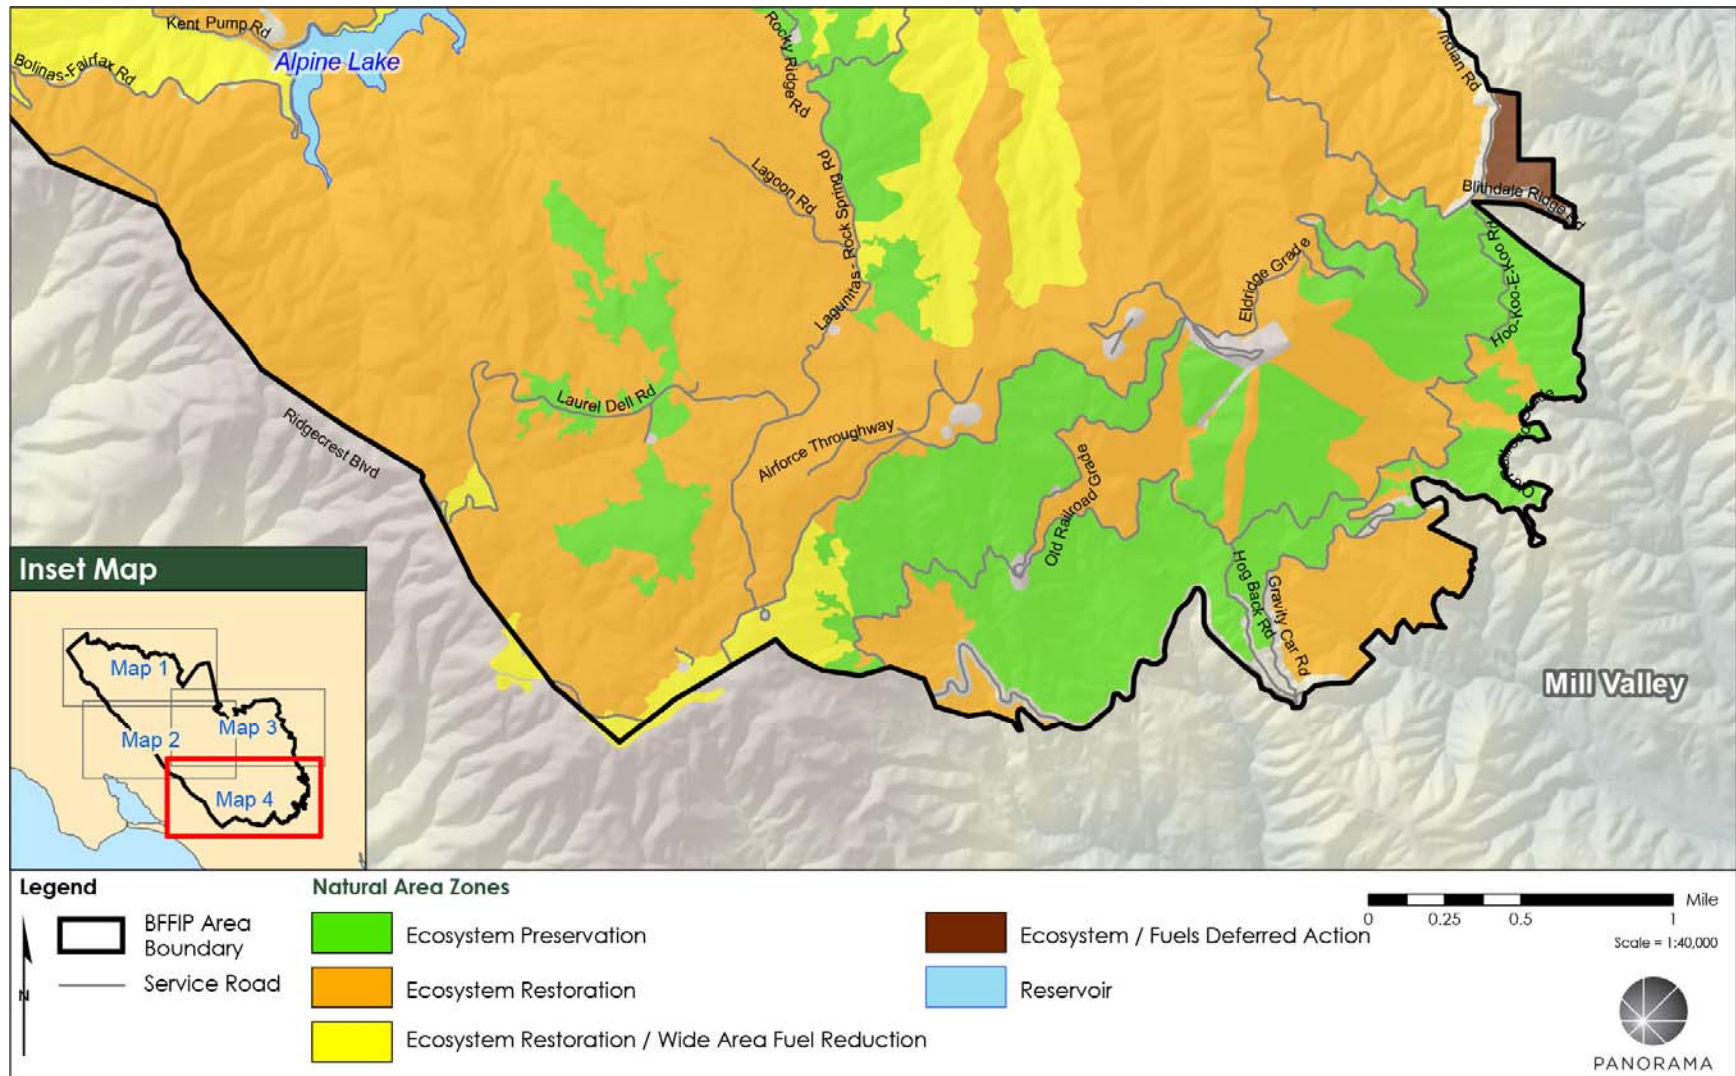 Kent Pump Rd
Bolinas-Fairfax Rd
Alpine Lake
Rocky Ridge Rd
Indian Rd
Lagoon Rd
Lagunitas - Rock Spring Rd
Blithdale Ridge Rd
Eldridge Grade
Hoo-Koo-E-Koo Rd
Laurel Dell Rd
Ridgecrest Blvd
Airforce Throughway
Old Railroad Grade
Hog Back Rd
Gravity Car Rd
Mill Valley
Inset Map
Map 1
Map 2
Map 3
Map 4
Legend
N
BFFIP Area
Boundary
Service Road
Natural Area Zones
Ecosystem Preservation
Ecosystem Restoration
Ecosystem Restoration / Wide Area Fuel Reduction
Ecosystem / Fuels Deferred Action
Reservoir
Mile
0 0.25 0.5 1
Scale = 1:40,000
PANORAMA